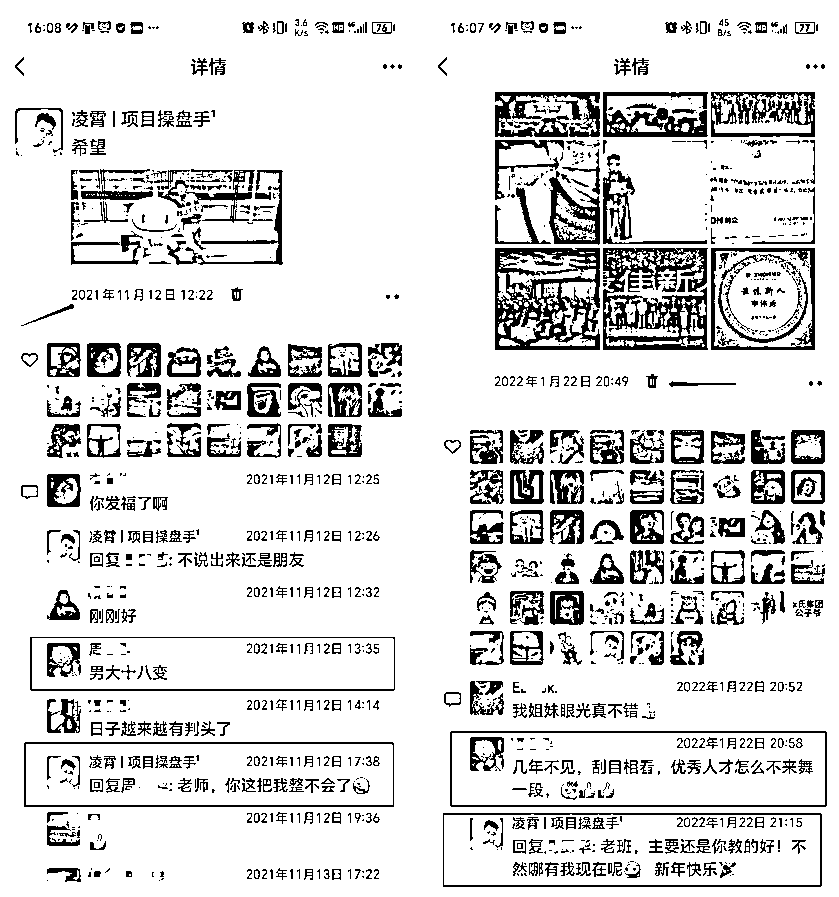 16:08
3.6
K/s
76
详情
凌霄 | 项目操盘手¹
希望
2021年11月12日 12:22
2021年11月12日 12:25
你发福了啊
凌霄 | 项目操盘手¹
2021年11月12日 12:26
回复 : 不说出来还是朋友
2021年11月12日 12:32
刚刚好
周
2021年11月12日 13:35
男大十八变
2021年11月12日 14:14
日子越来越有判头了
凌霄 | 项目操盘手¹
2021年11月12日 17:38
回复周 : 老师，你这把我整不会了
2021年11月12日 19:36
2021年11月13日 17:22
16:07
45
B/s
77
详情
维新
2022年1月22日 20:49
2022年1月22日 20:52
我姐妹眼光真不错
2022年1月22日 20:58
几年不见，刮目相看，优秀人才怎么不来舞
一段，
凌霄 | 项目操盘手¹
2022年1月22日 21:15
回复 : 老班，主要还是你教的好！不
然哪有我现在呢 新年快乐